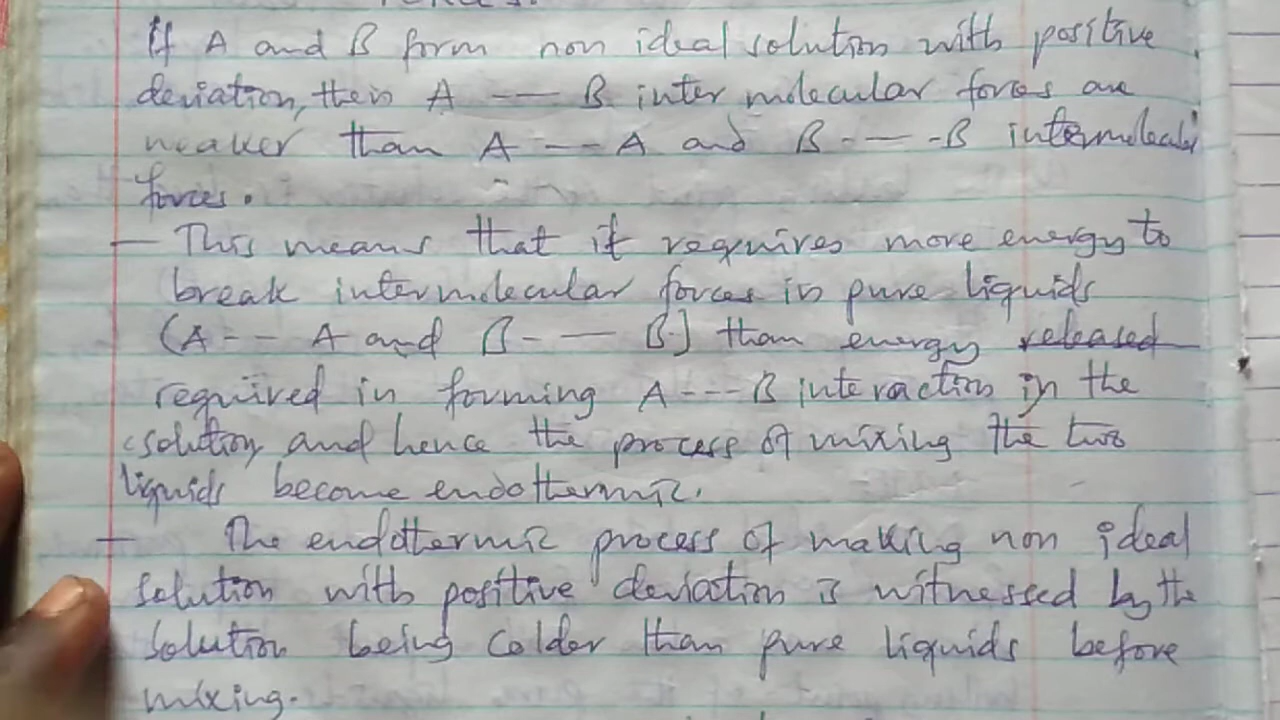 If A and B form non ideal solution with positive
deviation, then A --- B inter molecular forces are
weaker than A --- A and B - — -B intermolecular
forces.
— This means that it requires more energy to
break intermolecular forces in pure liquids
(A - - A and B - - — B) than energy released
required in forming A --- B interaction in the
solution, and hence the process of mixing the two
liquids become endothermic.
— The endothermic process of making non ideal
solution with positive deviation is witnessed by the
solution being colder than pure liquids before
mixing.